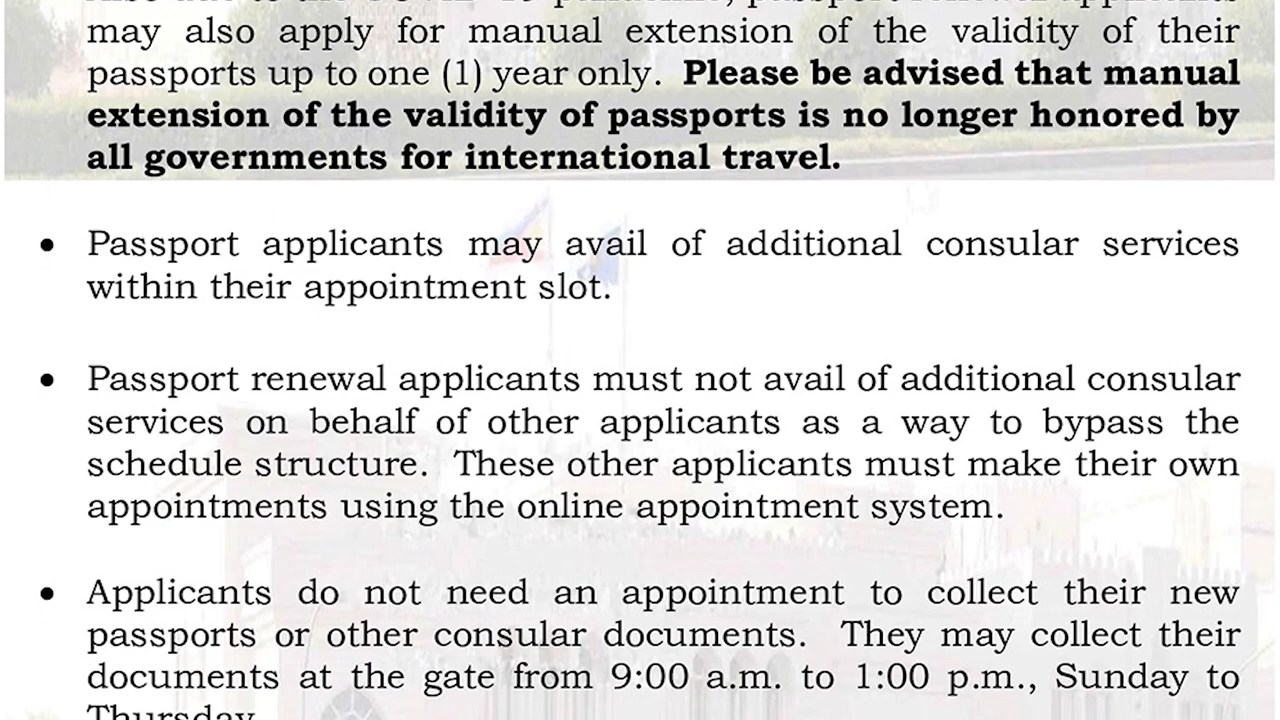 may also apply for manual extension of the validity of their
passports up to one (1) year only. Please be advised that manual
extension of the validity of passports is no longer honored by
all governments for international travel.
• Passport applicants may avail of additional consular services
within their appointment slot.
• Passport renewal applicants must not avail of additional consular
services on behalf of other applicants as a way to bypass the
schedule structure. These other applicants must make their own
appointments using the online appointment system.
• Applicants do not need an appointment to collect their new
passports or other consular documents. They may collect their
documents at the gate from 9:00 a.m. to 1:00 p.m., Sunday to
Thursday.